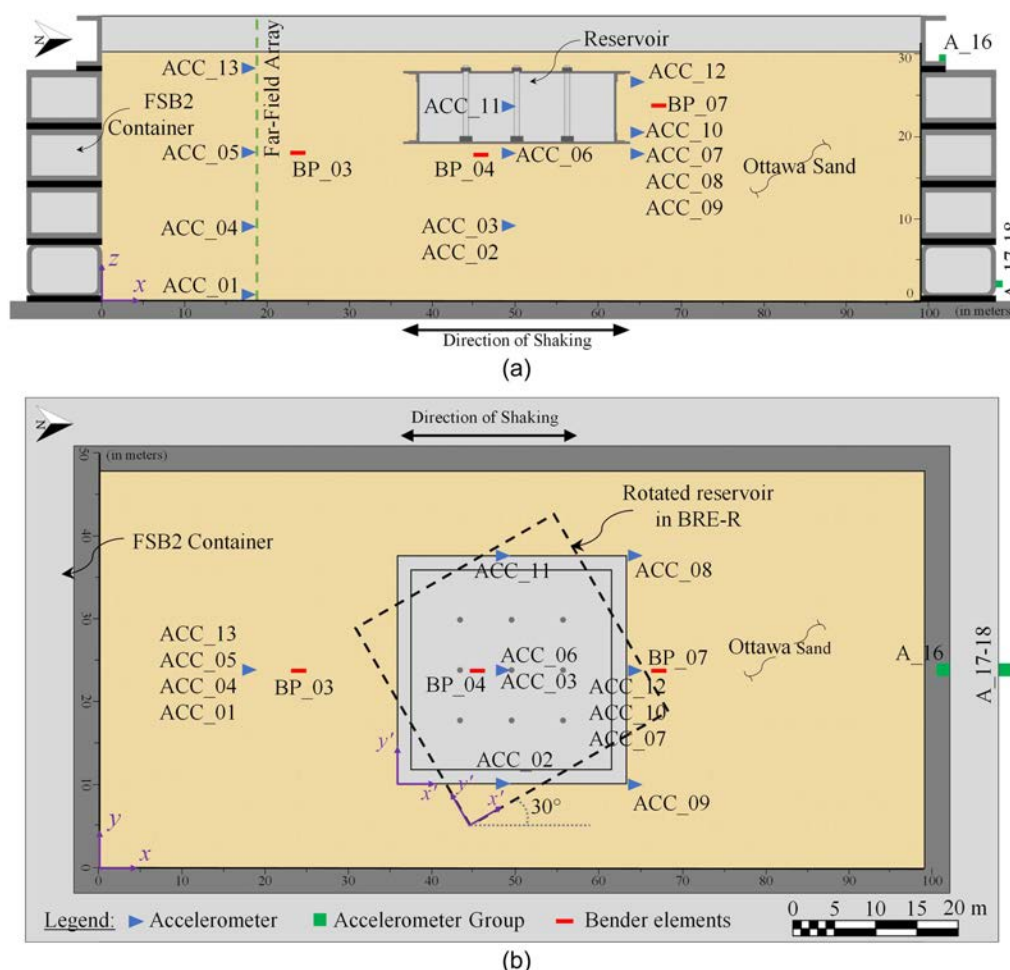 N
Far-Field Array
Reservoir
A_16
30
ACC_13
ACC_12
FSB2
Container
ACC_11
BP_07
ACC_10
20
ACC_05
BP_03
BP_04
ACC_06
ACC_07
ACC_08
ACC_09
Ottawa Sand
ACC_04
ACC_03
ACC_02
10
z
x
ACC_01
0
A_17-18
0 10 20 30 40 50 60 70 80 90 100 (in meters)
Direction of Shaking
(a)
N
Direction of Shaking
50 (in meters)
Rotated reservoir
in BRE-R
FSB2 Container
40
ACC_11
ACC_08
30
ACC_13
ACC_05
ACC_04
ACC_01
BP_03
BP_04
ACC_06
ACC_03
BP_07
ACC_12
ACC_10
ACC_07
Ottawa Sand
A_16
A_17-18
20
ACC_02
y'
x'
10
ACC_09
y'
x'
30°
y
x
0
0 10 20 30 40 50 60 70 80 90 100
Legend: Accelerometer Accelerometer Group Bender elements
0 5 10 15 20 m
(b)